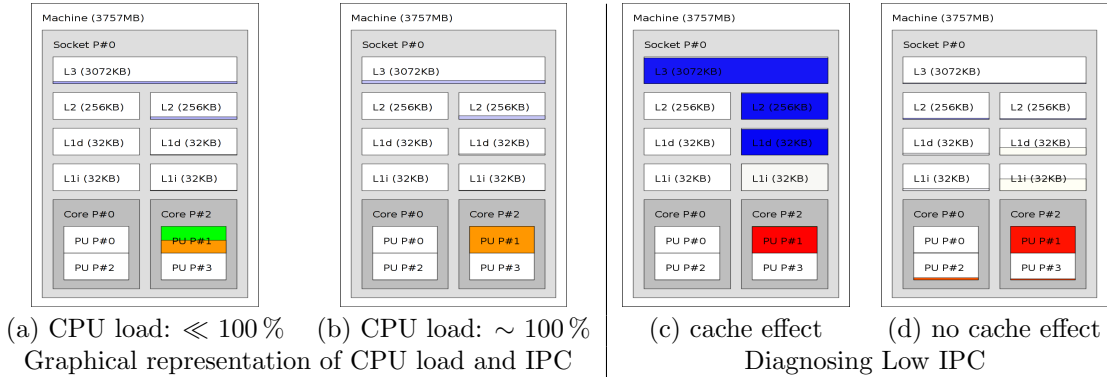 Machine (3757MB)
Socket P#0
L3 (3072KB)
L2 (256KB) L2 (256KB)
L1d (32KB) L1d (32KB)
L1i (32KB) L1i (32KB)
Core P#0 Core P#2
PU P#0 PU P#1
PU P#2 PU P#3
(a) CPU load: ≪ 100 %
Machine (3757MB)
Socket P#0
L3 (3072KB)
L2 (256KB) L2 (256KB)
L1d (32KB) L1d (32KB)
L1i (32KB) L1i (32KB)
Core P#0 Core P#2
PU P#0 PU P#1
PU P#2 PU P#3
(b) CPU load: ∼ 100 %
Graphical representation of CPU load and IPC
Machine (3757MB)
Socket P#0
L3 (3072KB)
L2 (256KB) L2 (256KB)
L1d (32KB) L1d (32KB)
L1i (32KB) L1i (32KB)
Core P#0 Core P#2
PU P#0 PU P#1
PU P#2 PU P#3
(c) cache effect
Machine (3757MB)
Socket P#0
L3 (3072KB)
L2 (256KB) L2 (256KB)
L1d (32KB) L1d (32KB)
L1i (32KB) L1i (32KB)
Core P#0 Core P#2
PU P#0 PU P#1
PU P#2 PU P#3
(d) no cache effect
Diagnosing Low IPC